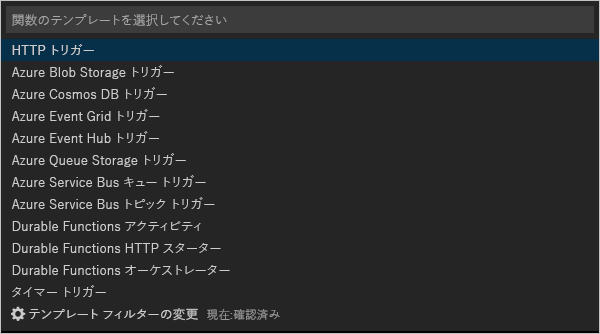 関数のテンプレートを選択してください
HTTP トリガー
Azure Blob Storage トリガー
Azure Cosmos DB トリガー
Azure Event Grid トリガー
Azure Event Hub トリガー
Azure Queue Storage トリガー
Azure Service Bus キュー トリガー
Azure Service Bus トピック トリガー
Durable Functions アクティビティ
Durable Functions HTTP スターター
Durable Functions オーケストレーター
タイマー トリガー
テンプレート フィルターの変更 現在:確認済み